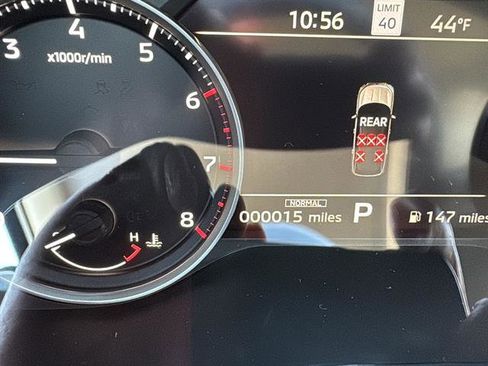 10:56
LIMIT
40
44°F
3
4
5
6
7
8
x1000r/min
REAR
NORMAL
000015 miles
P
147 miles
H